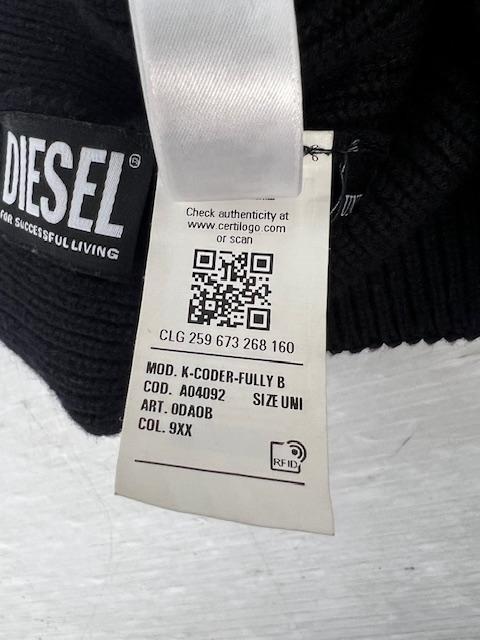 DIESEL®
FOR SUCCESSFUL LIVING
Check authenticity at
www.certilogo.com
or scan
CLG 259 673 268 160
MOD. K-CODER-FULLY B
COD. A04092 SIZE UNI
ART. 0DAOB
COL. 9XX
RFID